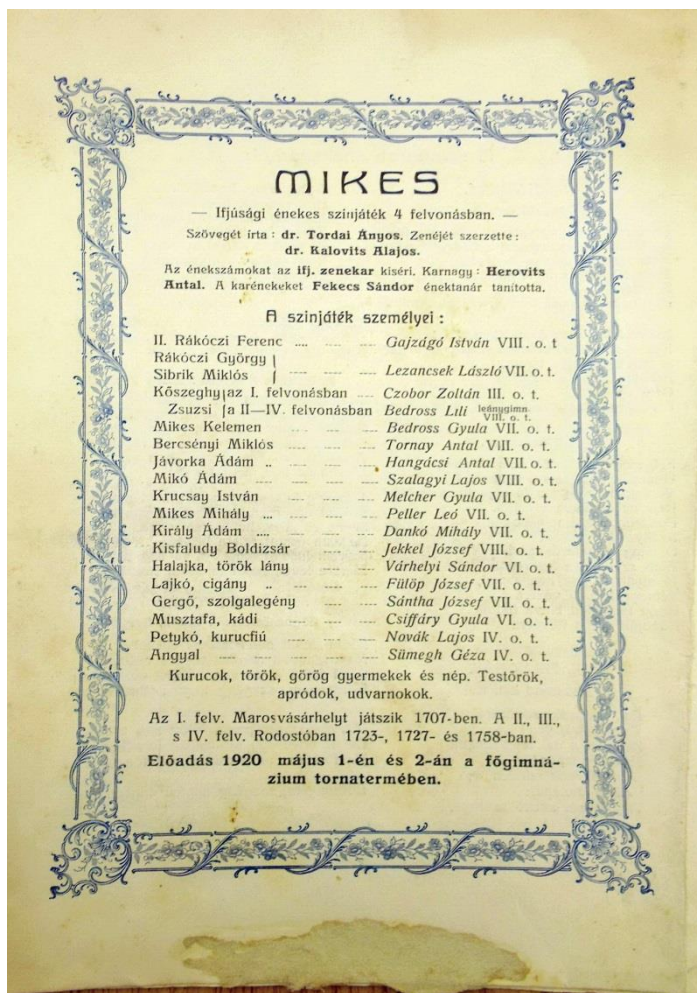 MIKES
— Ifjúsági énekes szinjáték 4 felvonásban. —
Szövegét írta : dr. Tordai Ányos. Zenéjét szerzette :
dr. Kalovits Alajos.
Az énekszámokat az ifj. zenekar kiséri. Karnagy : Herovits
Antal. A karénekeket Fekecs Sándor énektanár tanította.
A szinjáték személyei :
II. Rákóczi Ferenc .... .... .... Gajzágó István VIII. o. t
Rákóczi György }
Sibrik Miklós } .... .... .... Lezancsek László VII. o. t.
Kőszeghy { az I. felvonásban .... Czobor Zoltán III. o. t.
Zsuzsi { a II—IV. felvonásban Bedross Lili leánygimn. VIII. o. t.
Mikes Kelemen .... .... Bedross Gyula VII. o. t.
Bercsényi Miklós .... .... Tornay Antal VIII. o. t.
Jávorka Ádám .. .... .... Hangácsi Antal VII. o. t.
Mikó Ádám .... .... .... Szalagyi Lajos VIII. o. t.
Krucsay István .... .... Melcher Gyula VII. o. t.
Mikes Mihály ... .... .... Peller Leó VII. o. t.
Király Ádám .... .... .... Dankó Mihály VII. o. t.
Kisfaludy Boldizsár .... .... Jekkel József VIII. o. t.
Halajka, török lány .... .... Várhelyi Sándor VI. o. t.
Lajkó, cigány .. .... .... Fülöp József VII. o. t.
Gergő, szolgalegény .... .... Sántha József VII. o. t.
Musztafa, kádi .... .... Csiffáry Gyula VI. o. t.
Petykó, kurucfiú .... .... Novák Lajos IV. o. t.
Angyal .... .... .... .... Sümegh Géza IV. o. t.
Kurucok, török, görög gyermekek és nép. Testőrök,
apródok, udvarnokok.
Az I. felv. Marosvásárhelyt játszik 1707-ben. A II., III.,
s IV. felv. Rodostóban 1723-, 1727- és 1758-ban.
Előadás 1920 május 1-én és 2-án a főgimná-
zium tornatermében.